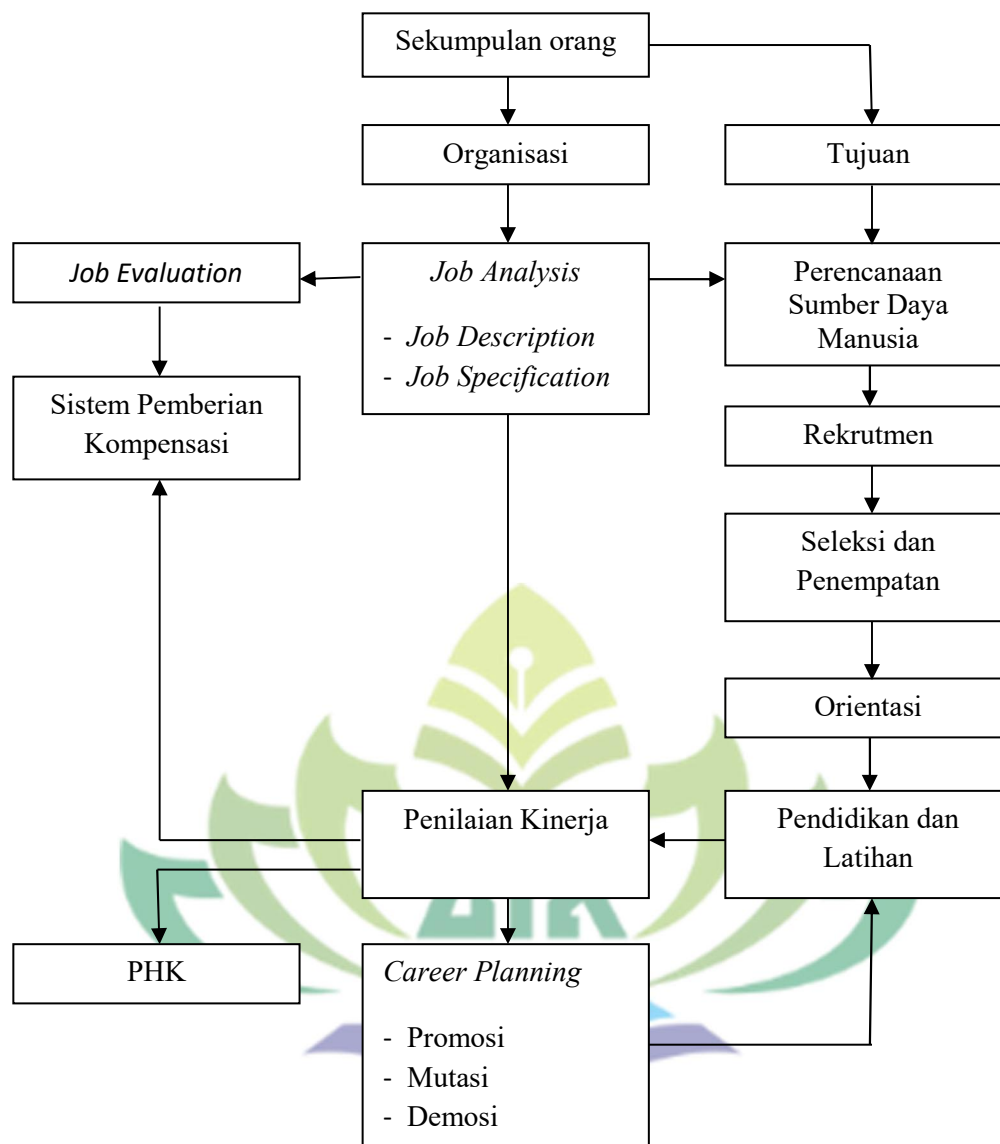 Sekumpulan orang
Organisasi
Tujuan
Job Evaluation
Job Analysis
- Job Description
- Job Specification
Perencanaan
Sumber Daya
Manusia
Sistem Pemberian
Kompensasi
Rekrutmen
Seleksi dan
Penempatan
Orientasi
Penilaian Kinerja
Pendidikan dan
Latihan
PHK
Career Planning
- Promosi
- Mutasi
- Demosi